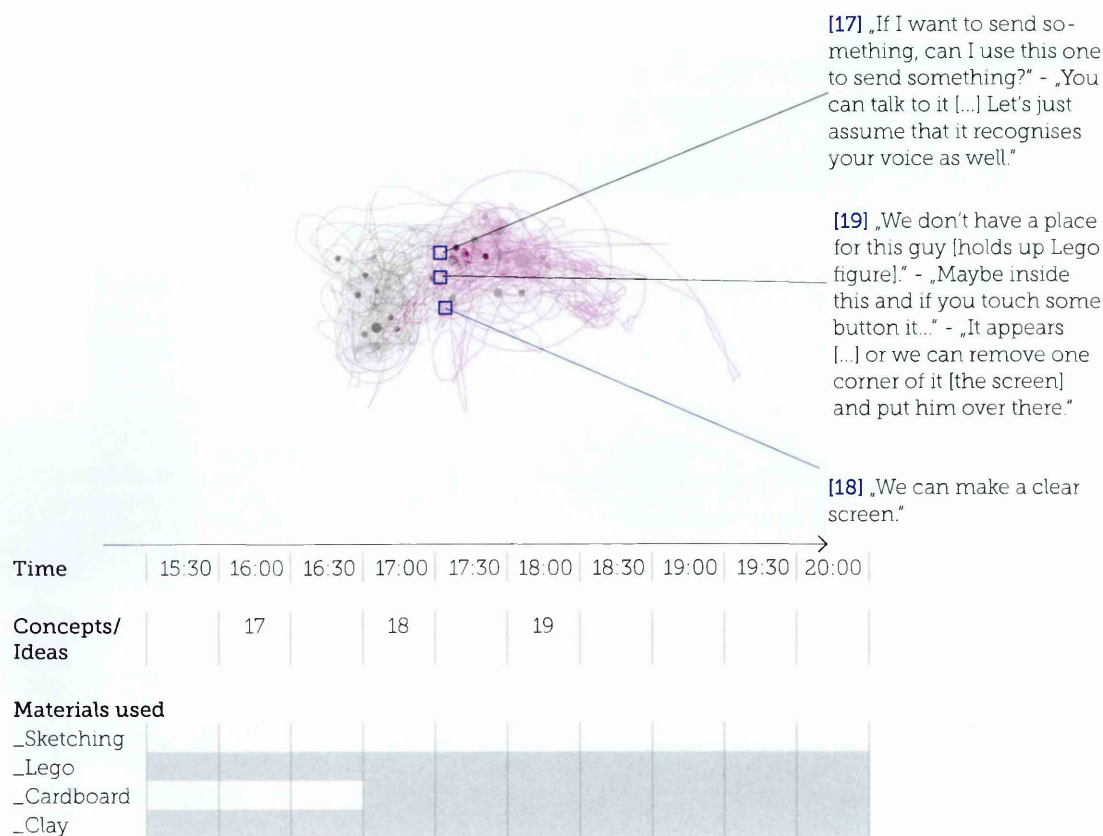 [17] „If I want to send so-
mething, can I use this one
to send something?" - „You
can talk to it [...] Let's just
assume that it recognises
your voice as well."
[19] „We don't have a place
for this guy [holds up Lego
figure]." - „Maybe inside
this and if you touch some
button it..." - „It appears
[...] or we can remove one
corner of it [the screen]
and put him over there."
[18] „We can make a clear
screen."
Time 15:30 16:00 16:30 17:00 17:30 18:00 18:30 19:00 19:30 20:00
Concepts/ 17 18 19
Ideas
Materials used
_Sketching
_Lego
_Cardboard
_Clay